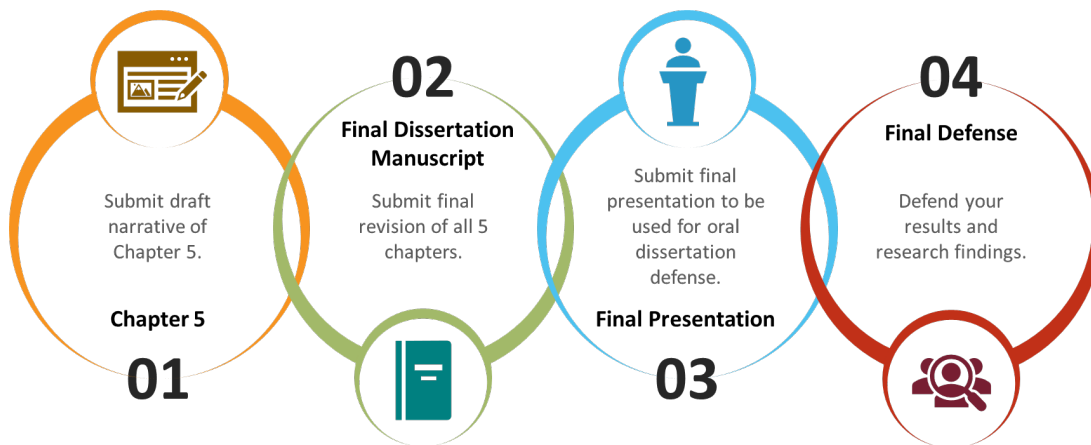 Submit draft
narrative of
Chapter 5.
Chapter 5
01
02
Final Dissertation
Manuscript
Submit final
revision of all 5
chapters.
Submit final
presentation to be
used for oral
dissertation
defense.
Final Presentation
03
04
Final Defense
Defend your
results and
research findings.